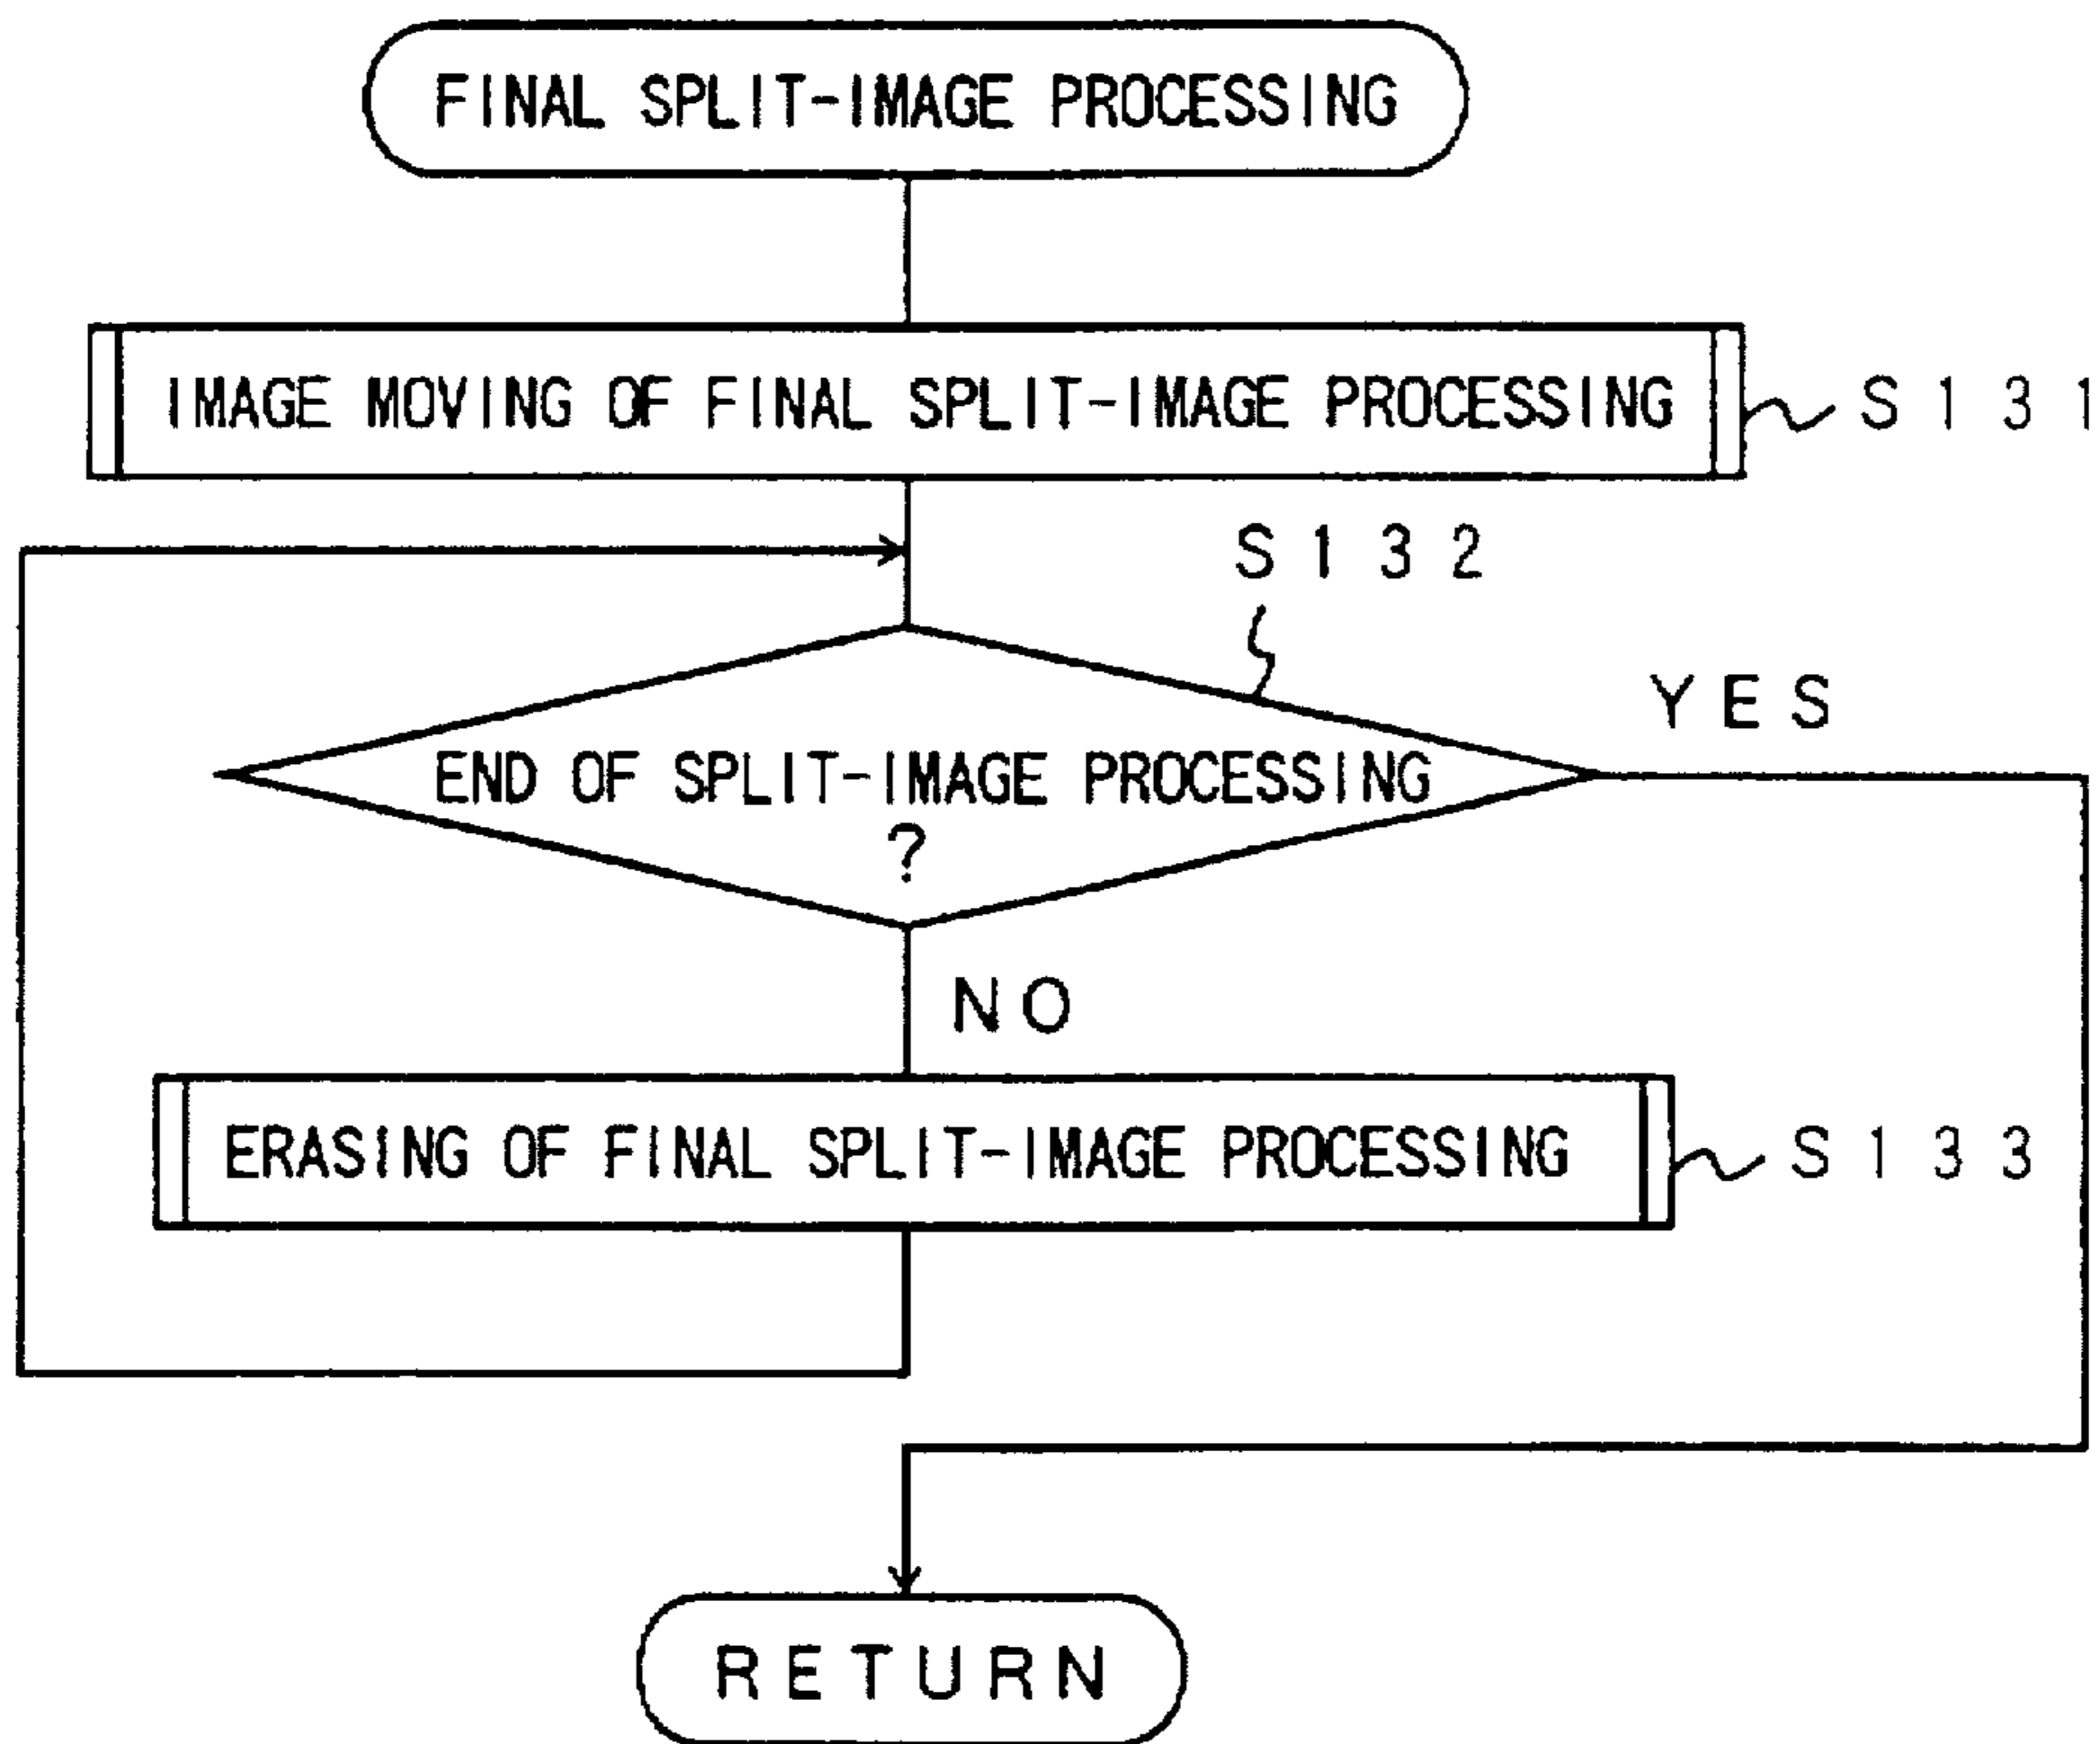 FINAL SPLIT-IMAGE PROCESSING
IMAGE MOVING OF FINAL SPLIT-IMAGE PROCESSING
S131
S132
YES
END OF SPLIT-IMAGE PROCESSING
?
NO
ERASING OF FINAL SPLIT-IMAGE PROCESSING
S133
RETURN